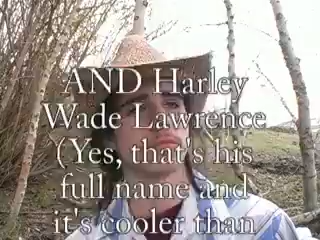 AND Harley
Wade Lawrence
(Yes, that's his
full name and
it's cooler than